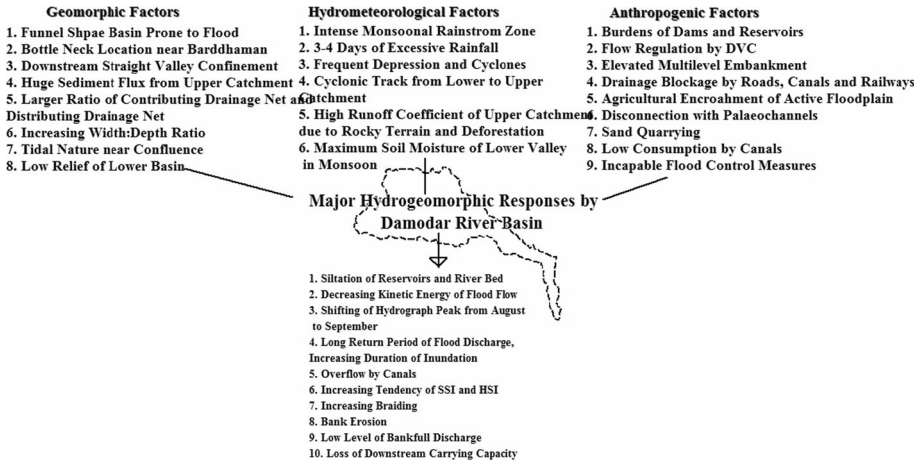 Geomorphic Factors
1. Funnel Shpae Basin Prone to Flood
2. Bottle Neck Location near Barddhaman
3. Downstream Straight Valley Confinement
4. Huge Sediment Flux from Upper Catchment
5. Larger Ratio of Contributing Drainage Net and
Distributing Drainage Net
6. Increasing Width:Depth Ratio
7. Tidal Nature near Confluence
8. Low Relief of Lower Basin
Hydrometeorological Factors
1. Intense Monsoonal Rainstrom Zone
2. 3-4 Days of Excessive Rainfall
3. Frequent Depression and Cyclones
4. Cyclonic Track from Lower to Upper
Catchment
5. High Runoff Coefficient of Upper Catchment
due to Rocky Terrain and Deforestation
6. Maximum Soil Moisture of Lower Valley
in Monsoon
Anthropogenic Factors
1. Burdens of Dams and Reservoirs
2. Flow Regulation by DVC
3. Elevated Multilevel Embankment
4. Drainage Blockage by Roads, Canals and Railways
5. Agricultural Encroahment of Active Floodplain
6. Disconnection with Palaeochannels
7. Sand Quarrying
8. Low Consumption by Canals
9. Incapable Flood Control Measures
Major Hydrogeomorphic Responses by
Damodar River Basin
1. Siltation of Reservoirs and River Bed
2. Decreasing Kinetic Energy of Flood Flow
3. Shifting of Hydrograph Peak from August
to September
4. Long Return Period of Flood Discharge,
Increasing Duration of Inundation
5. Overflow by Canals
6. Increasing Tendency of SSI and HSI
7. Increasing Braiding
8. Bank Erosion
9. Low Level of Bankfull Discharge
10. Loss of Downstream Carrying Capacity